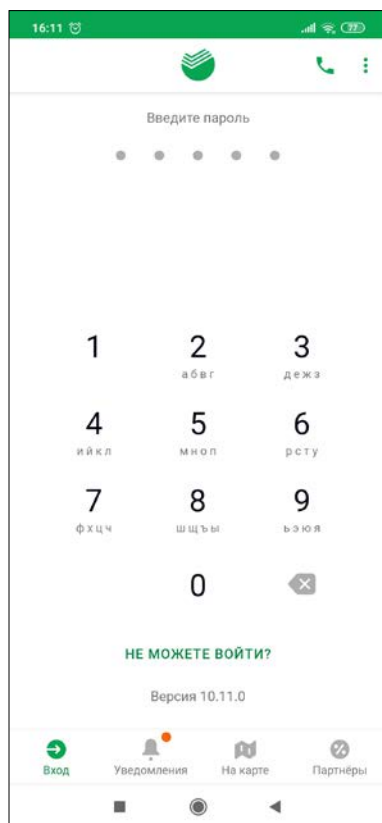 16:11 77
Введите пароль
1 2 3
абвг дежз
4 5 6
ийкл мноп рсту
7 8 9
фхцч шщъы ьэюя
0
НЕ МОЖЕТЕ ВОЙТИ?
Версия 10.11.0
Вход Уведомления На карте Партнёры